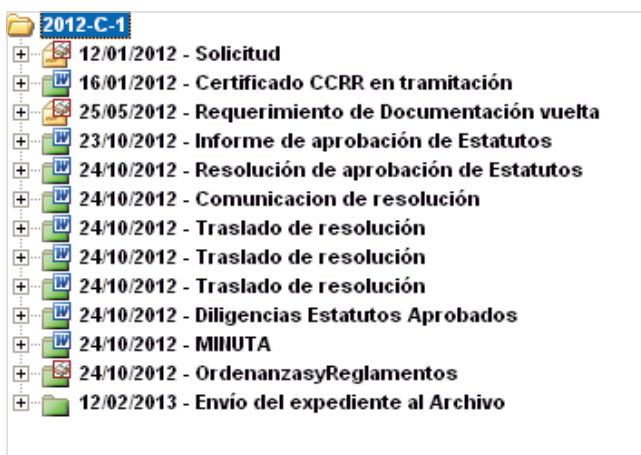 2012-C-1
12/01/2012 - Solicitud
16/01/2012 - Certificado CCRR en tramitación
25/05/2012 - Requerimiento de Documentación vuelta
23/10/2012 - Informe de aprobación de Estatutos
24/10/2012 - Resolución de aprobación de Estatutos
24/10/2012 - Comunicacion de resolución
24/10/2012 - Traslado de resolución
24/10/2012 - Traslado de resolución
24/10/2012 - Traslado de resolución
24/10/2012 - Diligencias Estatutos Aprobados
24/10/2012 - MINUTA
24/10/2012 - OrdenanzasyReglamentos
12/02/2013 - Envío del expediente al Archivo